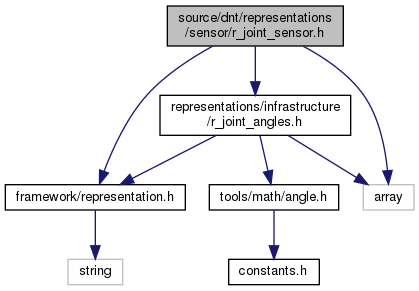 source/dnt/representations
/sensor/r_joint_sensor.h
representations/infrastructure
/r_joint_angles.h
framework/representation.h
tools/math/angle.h
array
string
constants.h